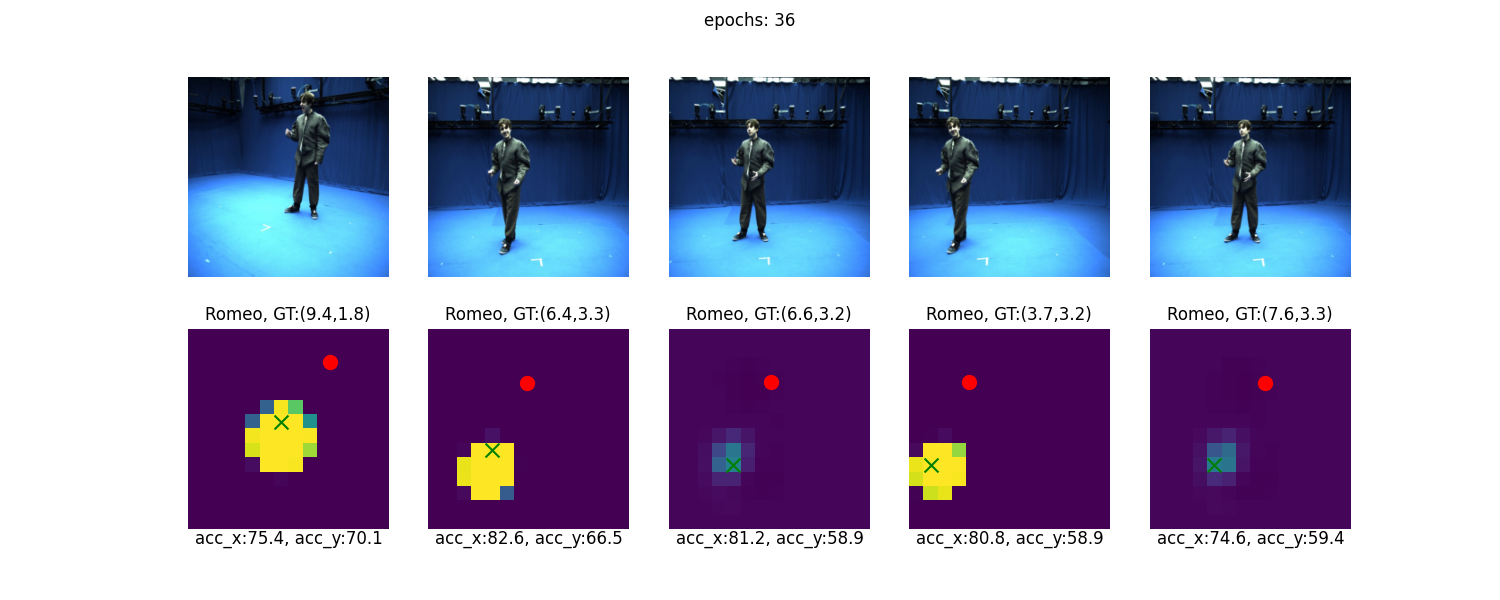 epochs: 36
Romeo, GT:(9.4,1.8)
Romeo, GT:(6.4,3.3)
Romeo, GT:(6.6,3.2)
Romeo, GT:(3.7,3.2)
Romeo, GT:(7.6,3.3)
acc_x:75.4, acc_y:70.1
acc_x:82.6, acc_y:66.5
acc_x:81.2, acc_y:58.9
acc_x:80.8, acc_y:58.9
acc_x:74.6, acc_y:59.4